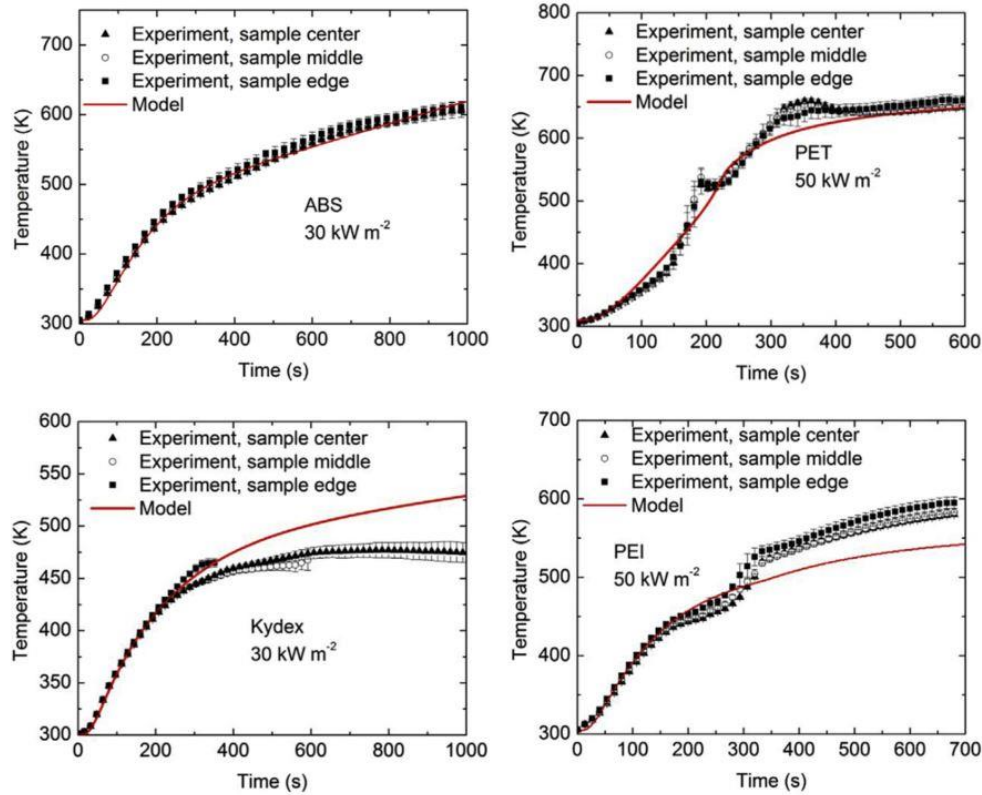 700
600
500
400
300
Temperature (K)
Experiment, sample center
Experiment, sample middle
Experiment, sample edge
Model
ABS
30 kW m-2
0 200 400 600 800 1000
Time (s)
800
700
600
500
400
300
Temperature (K)
Experiment, sample center
Experiment, sample middle
Experiment, sample edge
Model
PET
50 kW m-2
0 100 200 300 400 500 600
Time (s)
600
575
550
525
500
475
450
425
400
375
350
325
300
Temperature (K)
Experiment, sample center
Experiment, sample middle
Experiment, sample edge
Model
Kydex
30 kW m-2
0 200 400 600 800 1000
Time (s)
700
600
500
400
300
Temperature (K)
Experiment, sample center
Experiment, sample middle
Experiment, sample edge
Model
PEI
50 kW m-2
0 100 200 300 400 500 600 700
Time (s)